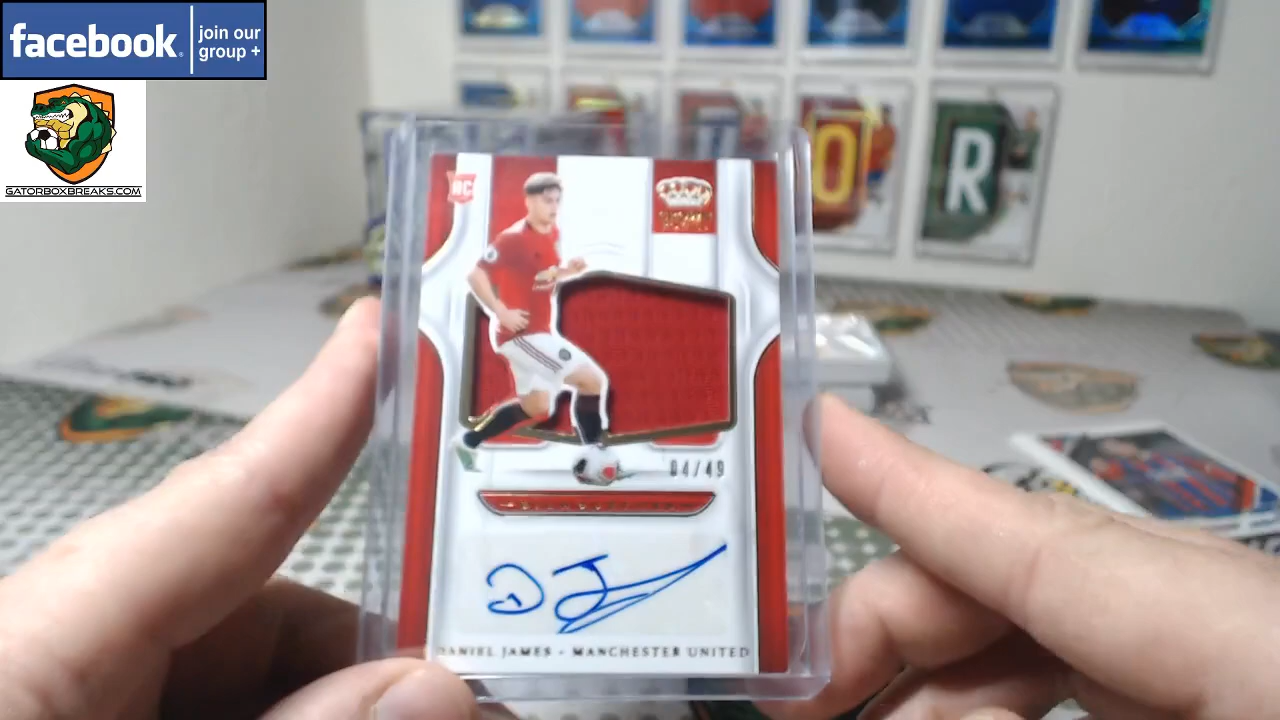 facebook
join our
group +
GATORBOXBREAKS.COM
RC
O
R
04/49
D J
DANIEL JAMES - MANCHESTER UNITED